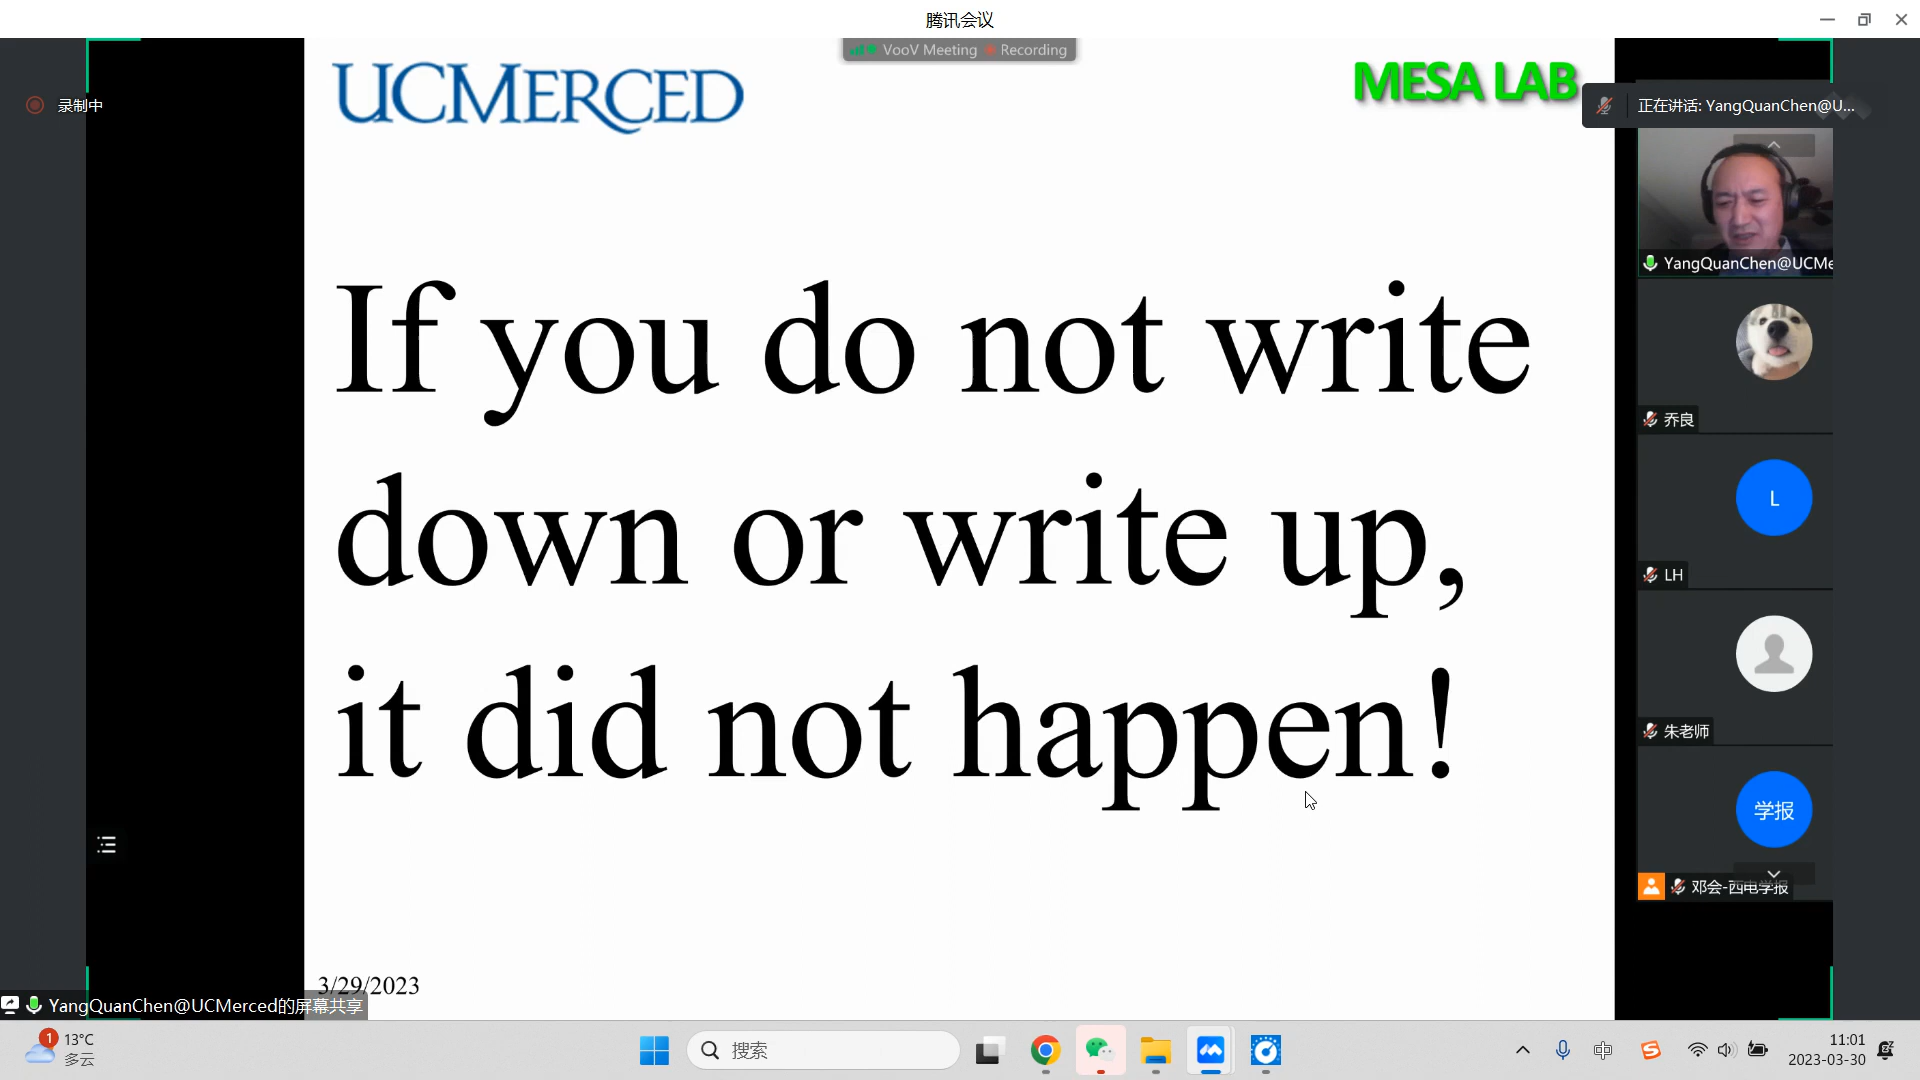 腾讯会议
VooV Meeting Recording
UCMERCED
MESA LAB
录制中
正在讲话: YangQuanChen@U...
YangQuanChen@UCMe
If you do not write
down or write up,
it did not happen!
乔良
L
LH
朱老师
学报
邓会-西电学报
3/29/2023
YangQuanChen@UCMerced的屏幕共享
1
13°C
多云
搜索
中
11:01
2023-03-30